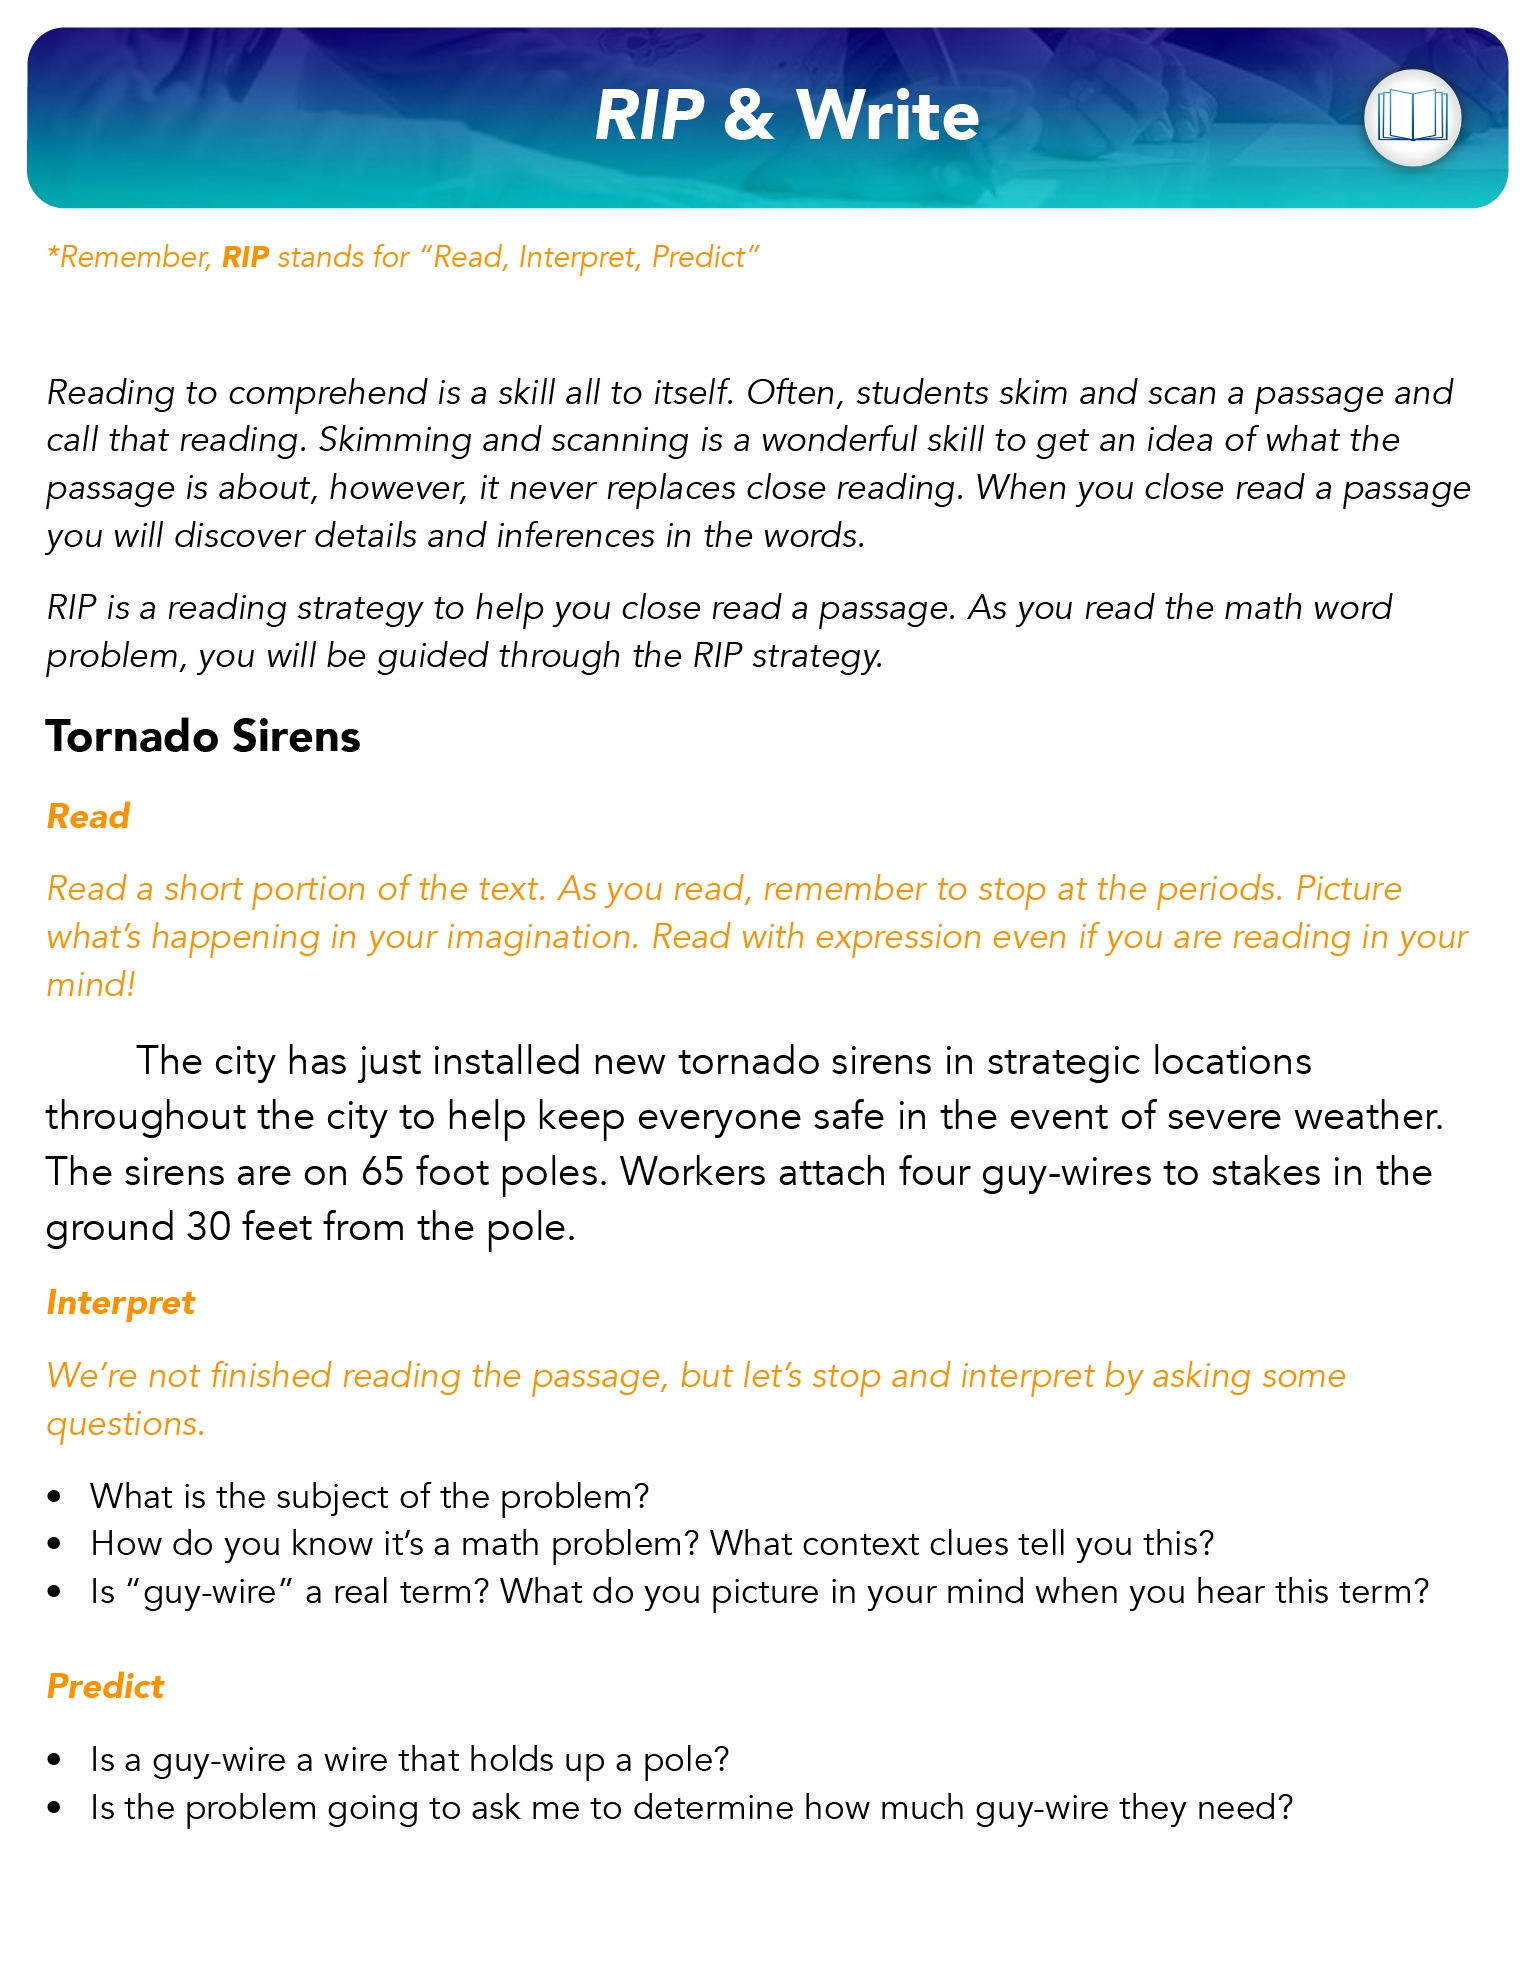 RIP & Write
*Remember, RIP stands for “Read, Interpret, Predict”
Reading to comprehend is a skill all to itself. Often, students skim and scan a passage and
call that reading. Skimming and scanning is a wonderful skill to get an idea of what the
passage is about, however, it never replaces close reading. When you close read a passage
you will discover details and inferences in the words.
RIP is a reading strategy to help you close read a passage. As you read the math word
problem, you will be guided through the RIP strategy.
Tornado Sirens
Read
Read a short portion of the text. As you read, remember to stop at the periods. Picture
what’s happening in your imagination. Read with expression even if you are reading in your
mind!
The city has just installed new tornado sirens in strategic locations
throughout the city to help keep everyone safe in the event of severe weather.
The sirens are on 65 foot poles. Workers attach four guy-wires to stakes in the
ground 30 feet from the pole.
Interpret
We’re not finished reading the passage, but let’s stop and interpret by asking some
questions.
• What is the subject of the problem?
• How do you know it’s a math problem? What context clues tell you this?
• Is “guy-wire” a real term? What do you picture in your mind when you hear this term?
Predict
• Is a guy-wire a wire that holds up a pole?
• Is the problem going to ask me to determine how much guy-wire they need?